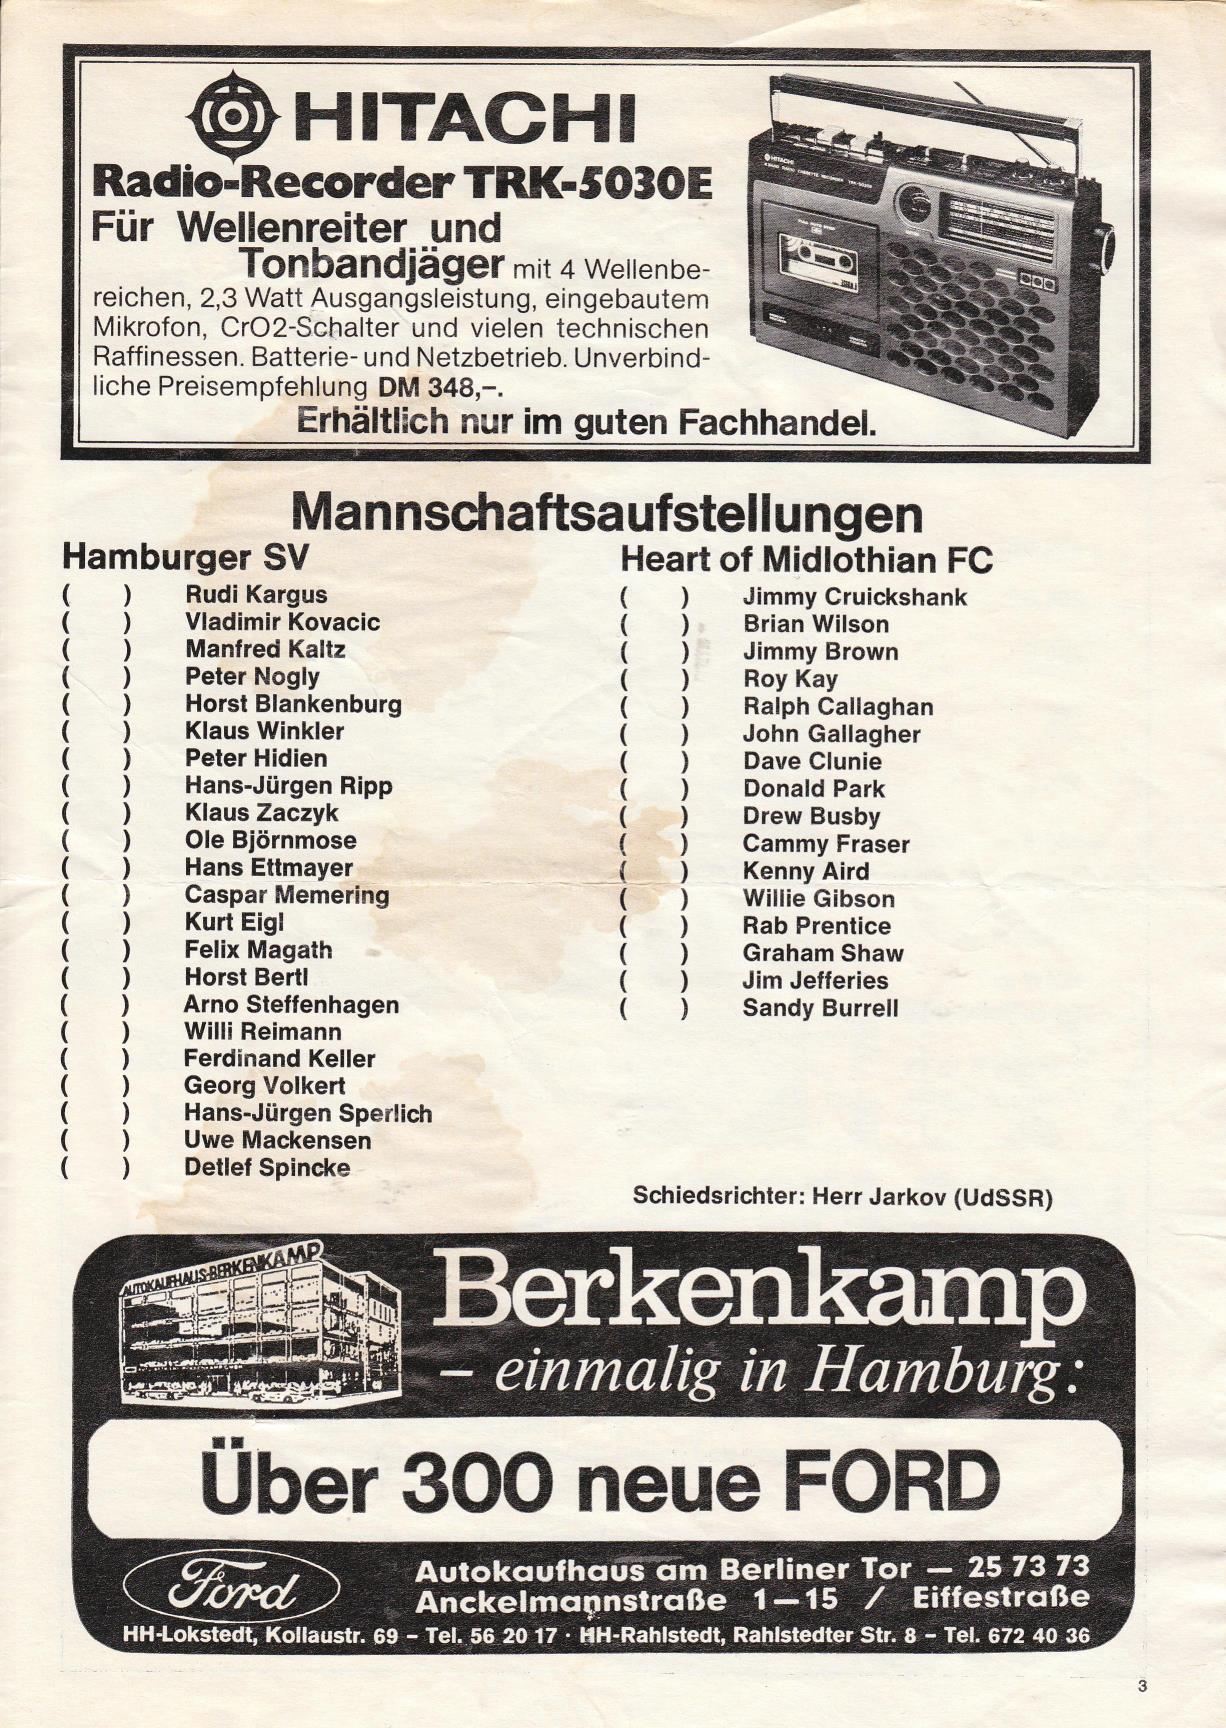 HITACHI
Radio-Recorder TRK-5030E
Für Wellenreiter und
Tonbandjäger mit 4 Wellenbe-
reichen, 2,3 Watt Ausgangsleistung, eingebautem
Mikrofon, CrO2-Schalter und vielen technischen
Raffinessen. Batterie- und Netzbetrieb. Unverbind-
liche Preisempfehlung DM 348,-.
Erhältlich nur im guten Fachhandel.
HITACHI
Mannschaftsaufstellungen
Hamburger SV
( ) Rudi Kargus
( ) Vladimir Kovacic
( ) Manfred Kaltz
( ) Peter Nogly
( ) Horst Blankenburg
( ) Klaus Winkler
( ) Peter Hidien
( ) Hans-Jürgen Ripp
( ) Klaus Zaczyk
( ) Ole Björnmose
( ) Hans Ettmayer
( ) Caspar Memering
( ) Kurt Eigl
( ) Felix Magath
( ) Horst Bertl
( ) Arno Steffenhagen
( ) Willi Reimann
( ) Ferdinand Keller
( ) Georg Volkert
( ) Hans-Jürgen Sperlich
( ) Uwe Mackensen
( ) Detlef Spincke
Heart of Midlothian FC
( ) Jimmy Cruickshank
( ) Brian Wilson
( ) Jimmy Brown
( ) Roy Kay
( ) Ralph Callaghan
( ) John Gallagher
( ) Dave Clunie
( ) Donald Park
( ) Drew Busby
( ) Cammy Fraser
( ) Kenny Aird
( ) Willie Gibson
( ) Rab Prentice
( ) Graham Shaw
( ) Jim Jefferies
( ) Sandy Burrell
Schiedsrichter: Herr Jarkov (UdSSR)
AUTOKAUFHAUS-BERKENKAMP
Berkenkamp
– einmalig in Hamburg:
Über 300 neue FORD
Ford
Autokaufhaus am Berliner Tor — 25 73 73
Anckelmannstraße 1—15 / Eiffestraße
HH-Lokstedt, Kollaustr. 69 – Tel. 56 20 17 · HH-Rahlstedt, Rahlstedter Str. 8 – Tel. 672 40 36
3